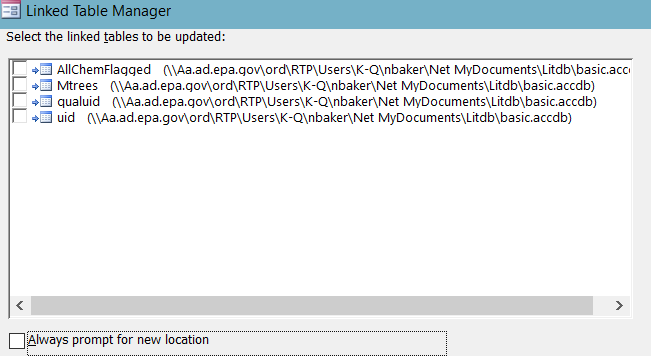 Linked Table Manager
Select the linked tables to be updated:
AllChemFlagged (\\Aa.ad.epa.gov\ord\RTP\Users\K-Q\nbaker\Net MyDocuments\Litdb\basic.accd
Mtrees (\\Aa.ad.epa.gov\ord\RTP\Users\K-Q\nbaker\Net MyDocuments\Litdb\basic.accdb)
qualuid (\\Aa.ad.epa.gov\ord\RTP\Users\K-Q\nbaker\Net MyDocuments\Litdb\basic.accdb)
uid (\\Aa.ad.epa.gov\ord\RTP\Users\K-Q\nbaker\Net MyDocuments\Litdb\basic.accdb)
Always prompt for new location